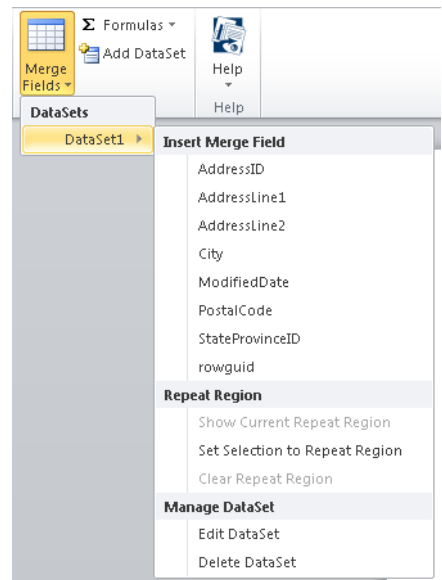 Σ Formulas
Add DataSet
Merge
Fields
Help
Help
DataSets
DataSet1
Insert Merge Field
AddressID
AddressLine1
AddressLine2
City
ModifiedDate
PostalCode
StateProvinceID
rowguid
Repeat Region
Show Current Repeat Region
Set Selection to Repeat Region
Clear Repeat Region
Manage DataSet
Edit DataSet
Delete DataSet